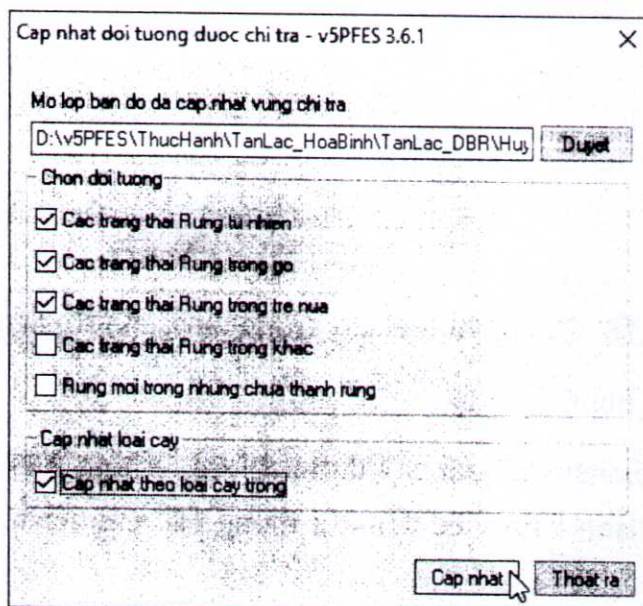 Cap nhat doi tuong duoc chi tra - v5PFES 3.6.1
Mo lop ban do da cap nhat vung chi tra
D:\v5PFES\ThucHanh\TanLac_HoaBinh\TanLac_DBR\Huy
Duyet
Chon doi tuong
Cac trang thai Rung tu nhien
Cac trang thai Rung trong go
Cac trang thai Rung trong tre nua
Cac trang thai Rung trong khac
Rung moi trong nhung chua thanh rung
Cap nhat loai cay
Cap nhat theo loai cay trong
Cap nhat
Thoat ra